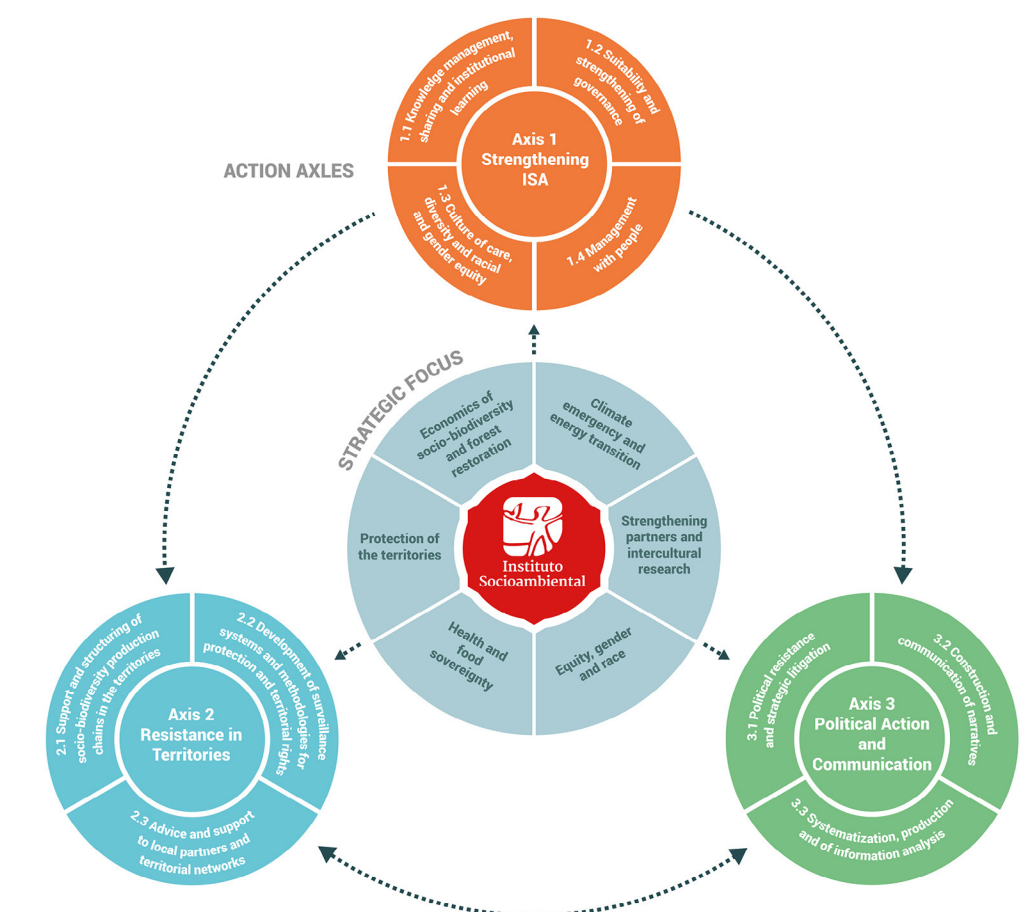 1.1 Knowledge management,
sharing and institutional
learning
1.2 Suitability and
strengthening of
governance
Axis 1
Strengthening
ISA
ACTION AXLES
1.3 Culture of care,
diversity and racial
and gender equity
1.4 Management
with people
STRATEGIC FOCUS
Economics of
socio-biodiversity
and forest
restoration
Climate
emergency and
energy transition
Protection of
the territories
Instituto
Socioambiental
Strengthening
partners and
intercultural
research
Health and
food
sovereignty
Equity, gender
and race
2.1 Support and structuring of
socio-biodiversity production
chains in the territories
2.2 Development of surveillance
systems and methodologies for
protection and territorial rights
Axis 2
Resistance in
Territories
2.3 Advice and support
to local partners and
territorial networks
3.1 Political resistance
and strategic litigation
3.2 Construction and
communication of narratives
Axis 3
Political Action
and
Communication
3.3 Systematization, production
and of information analysis